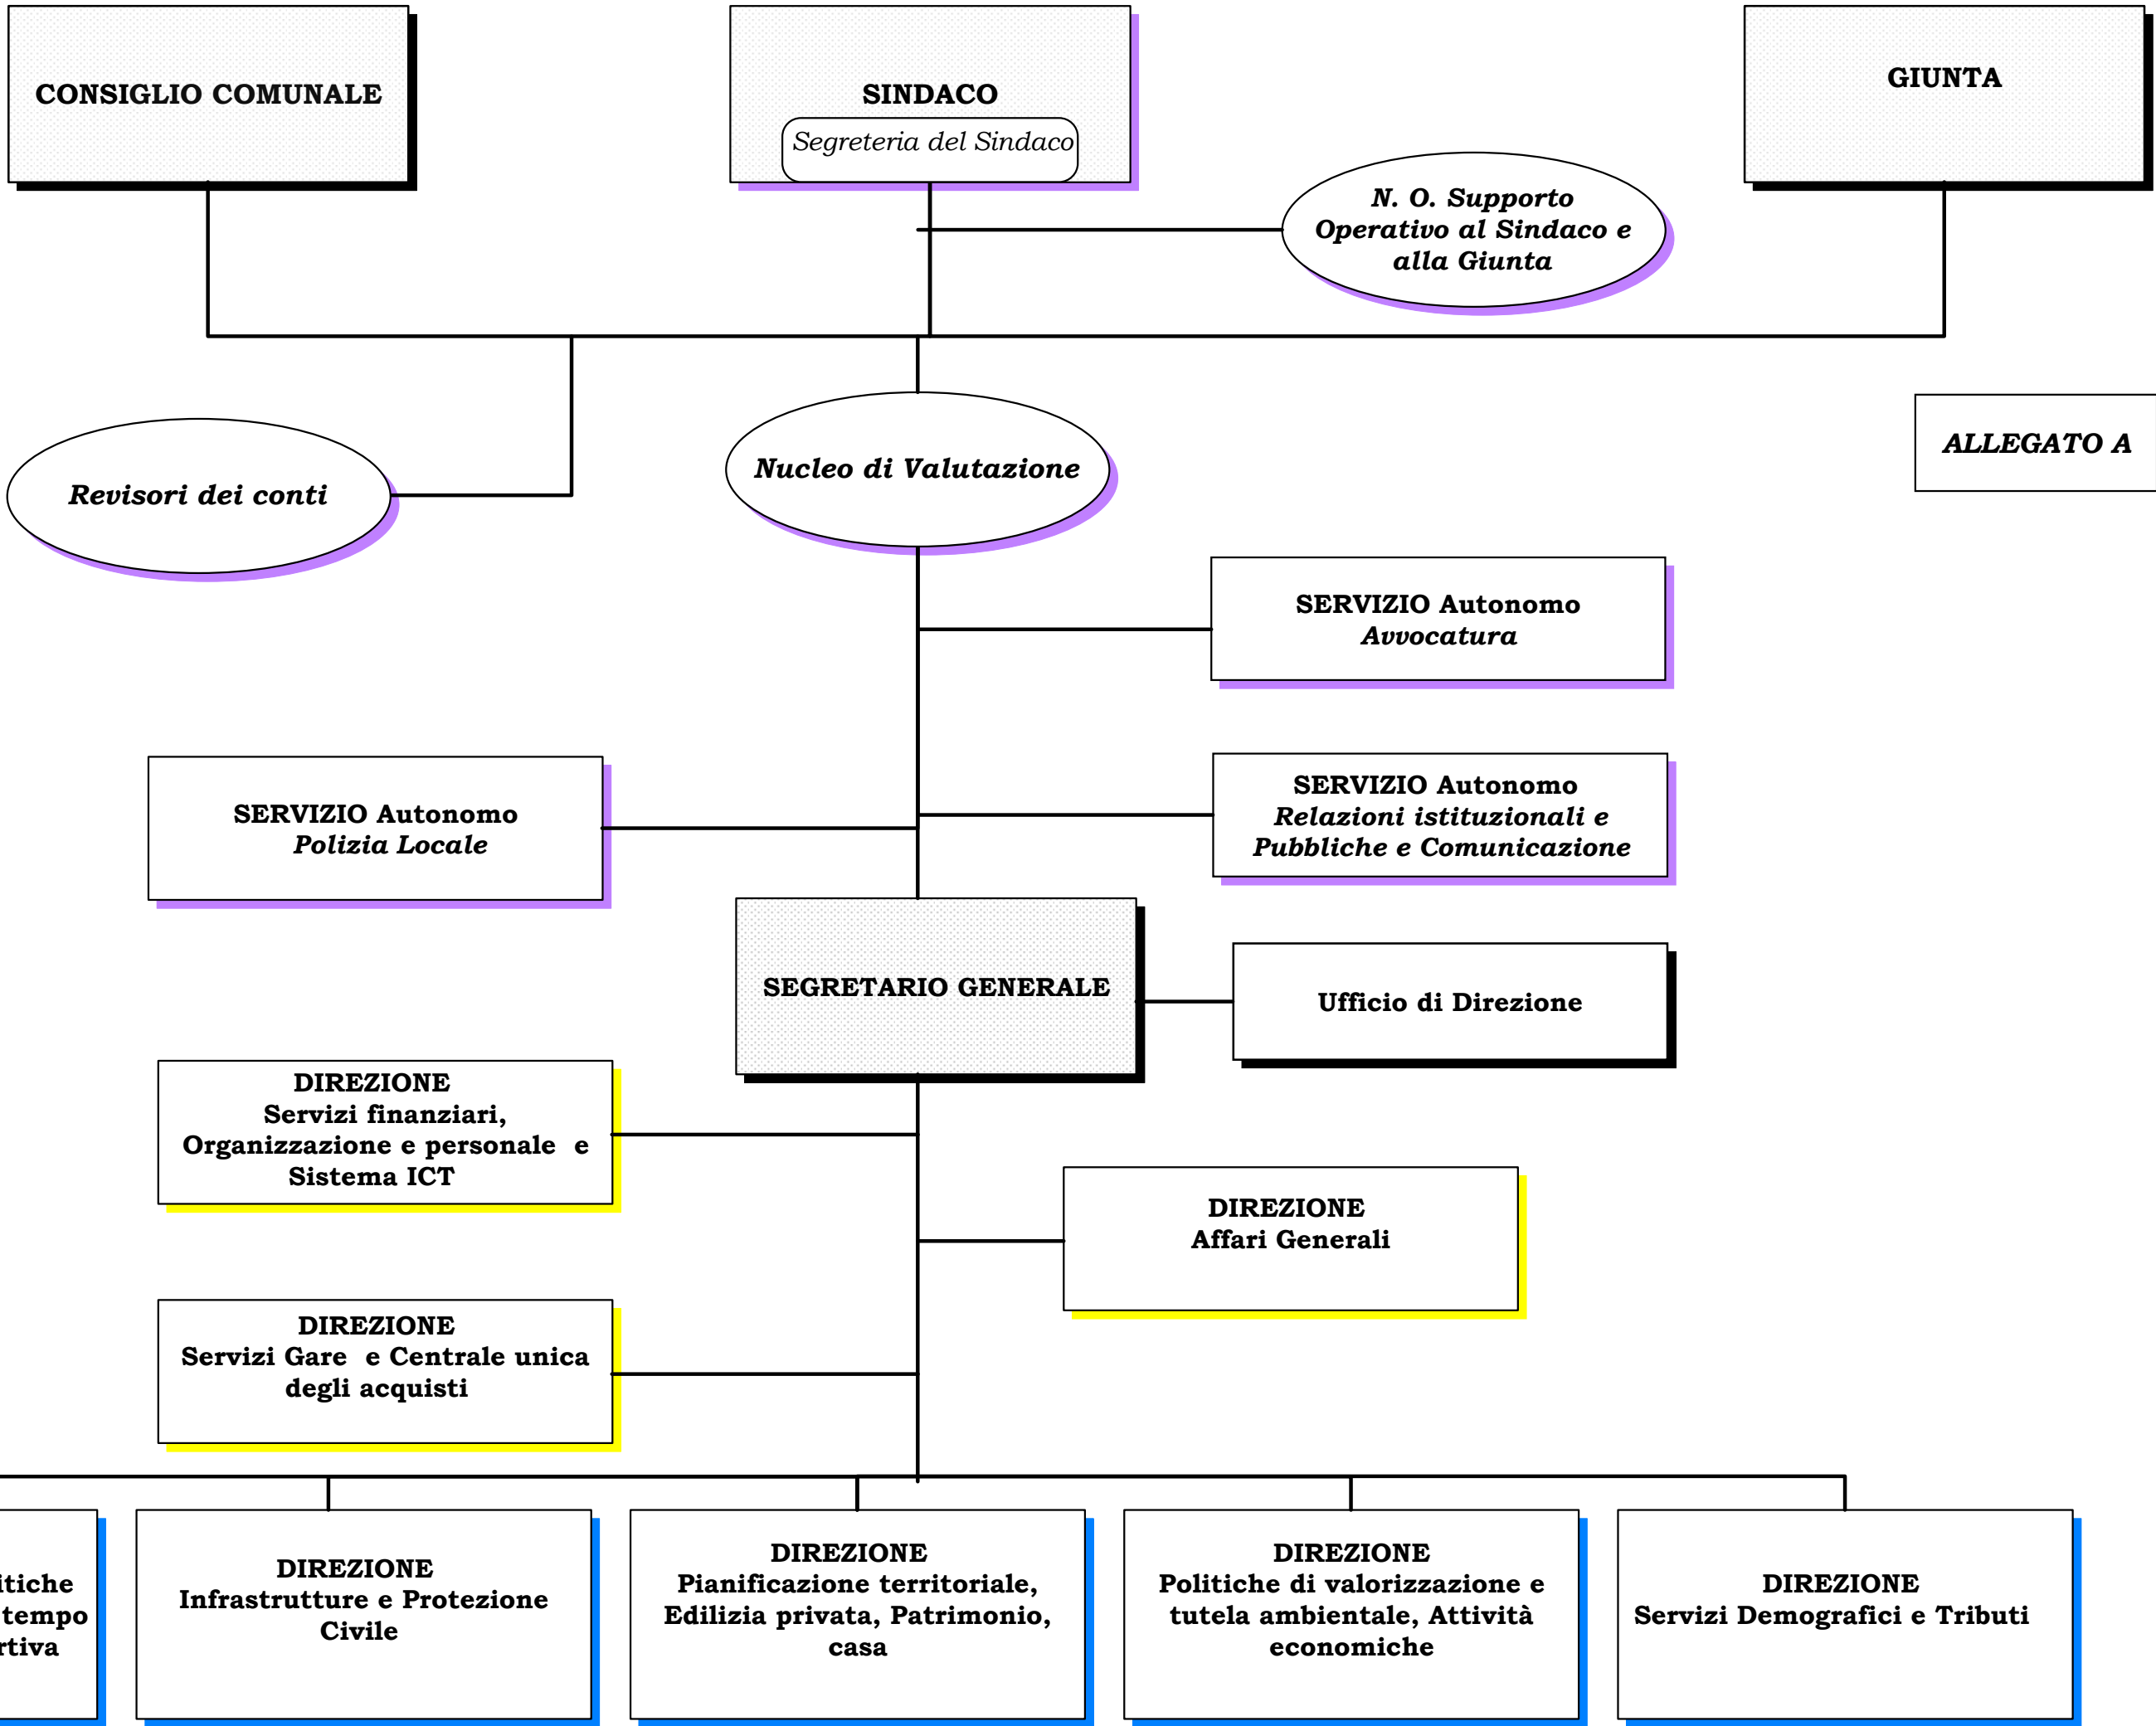 CONSIGLIO COMUNALE
SINDACO
Segreteria del Sindaco
GIUNTA
N. O. Supporto
Operativo al Sindaco e
alla Giunta
Revisori dei conti
Nucleo di Valutazione
ALLEGATO A
SERVIZIO Autonomo
Avvocatura
SERVIZIO Autonomo
Polizia Locale
SERVIZIO Autonomo
Relazioni istituzionali e
Pubbliche e Comunicazione
SEGRETARIO GENERALE
Ufficio di Direzione
DIREZIONE
Servizi finanziari,
Organizzazione e personale e
Sistema ICT
DIREZIONE
Affari Generali
DIREZIONE
Servizi Gare e Centrale unica
degli acquisti
tempo
DIREZIONE
Infrastrutture e Protezione
Civile
DIREZIONE
Pianificazione territoriale,
Edilizia privata, Patrimonio,
casa
DIREZIONE
Politiche di valorizzazione e
tutela ambientale, Attività
economiche
DIREZIONE
Servizi Demografici e Tributi